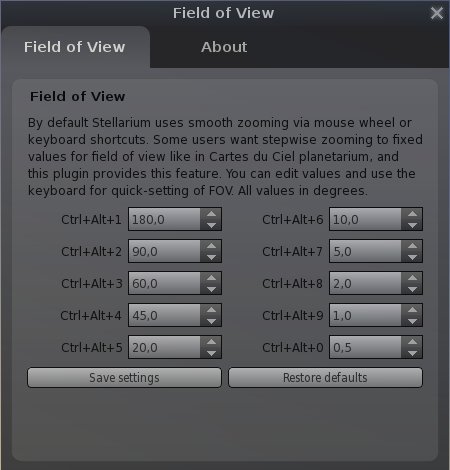 Field of View
Field of View About
Field of View
By default Stellarium uses smooth zooming via mouse wheel or
keyboard shortcuts. Some users want stepwise zooming to fixed
values for field of view like in Cartes du Ciel planetarium, and
this plugin provides this feature. You can edit values and use the
keyboard for quick-setting of FOV. All values in degrees.
Ctrl+Alt+1 180,0 Ctrl+Alt+6 10,0
Ctrl+Alt+2 90,0 Ctrl+Alt+7 5,0
Ctrl+Alt+3 60,0 Ctrl+Alt+8 2,0
Ctrl+Alt+4 45,0 Ctrl+Alt+9 1,0
Ctrl+Alt+5 20,0 Ctrl+Alt+0 0,5
Save settings Restore defaults